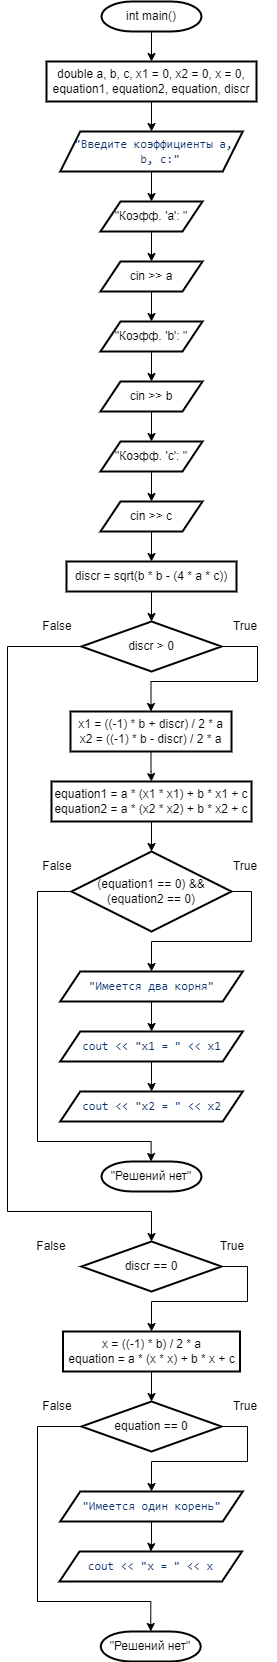 int main()
double a, b, c, x1 = 0, x2 = 0, x = 0,
equation1, equation2, equation, discr
"Введите коэффициенты a,
b, c:"
"Коэфф. 'a': "
cin >> a
"Коэфф. 'b': "
cin >> b
"Коэфф. 'c': "
cin >> c
discr = sqrt(b * b - (4 * a * c))
False
True
discr > 0
x1 = ((-1) * b + discr) / 2 * a
x2 = ((-1) * b - discr) / 2 * a
equation1 = a * (x1 * x1) + b * x1 + c
equation2 = a * (x2 * x2) + b * x2 + c
False
True
(equation1 == 0) &&
(equation2 == 0)
"Имеется два корня"
cout << "x1 = " << x1
cout << "x2 = " << x2
"Решений нет"
False
True
discr == 0
x = ((-1) * b) / 2 * a
equation = a * (x * x) + b * x + c
False
True
equation == 0
"Имеется один корень"
cout << "x = " << x
"Решений нет"